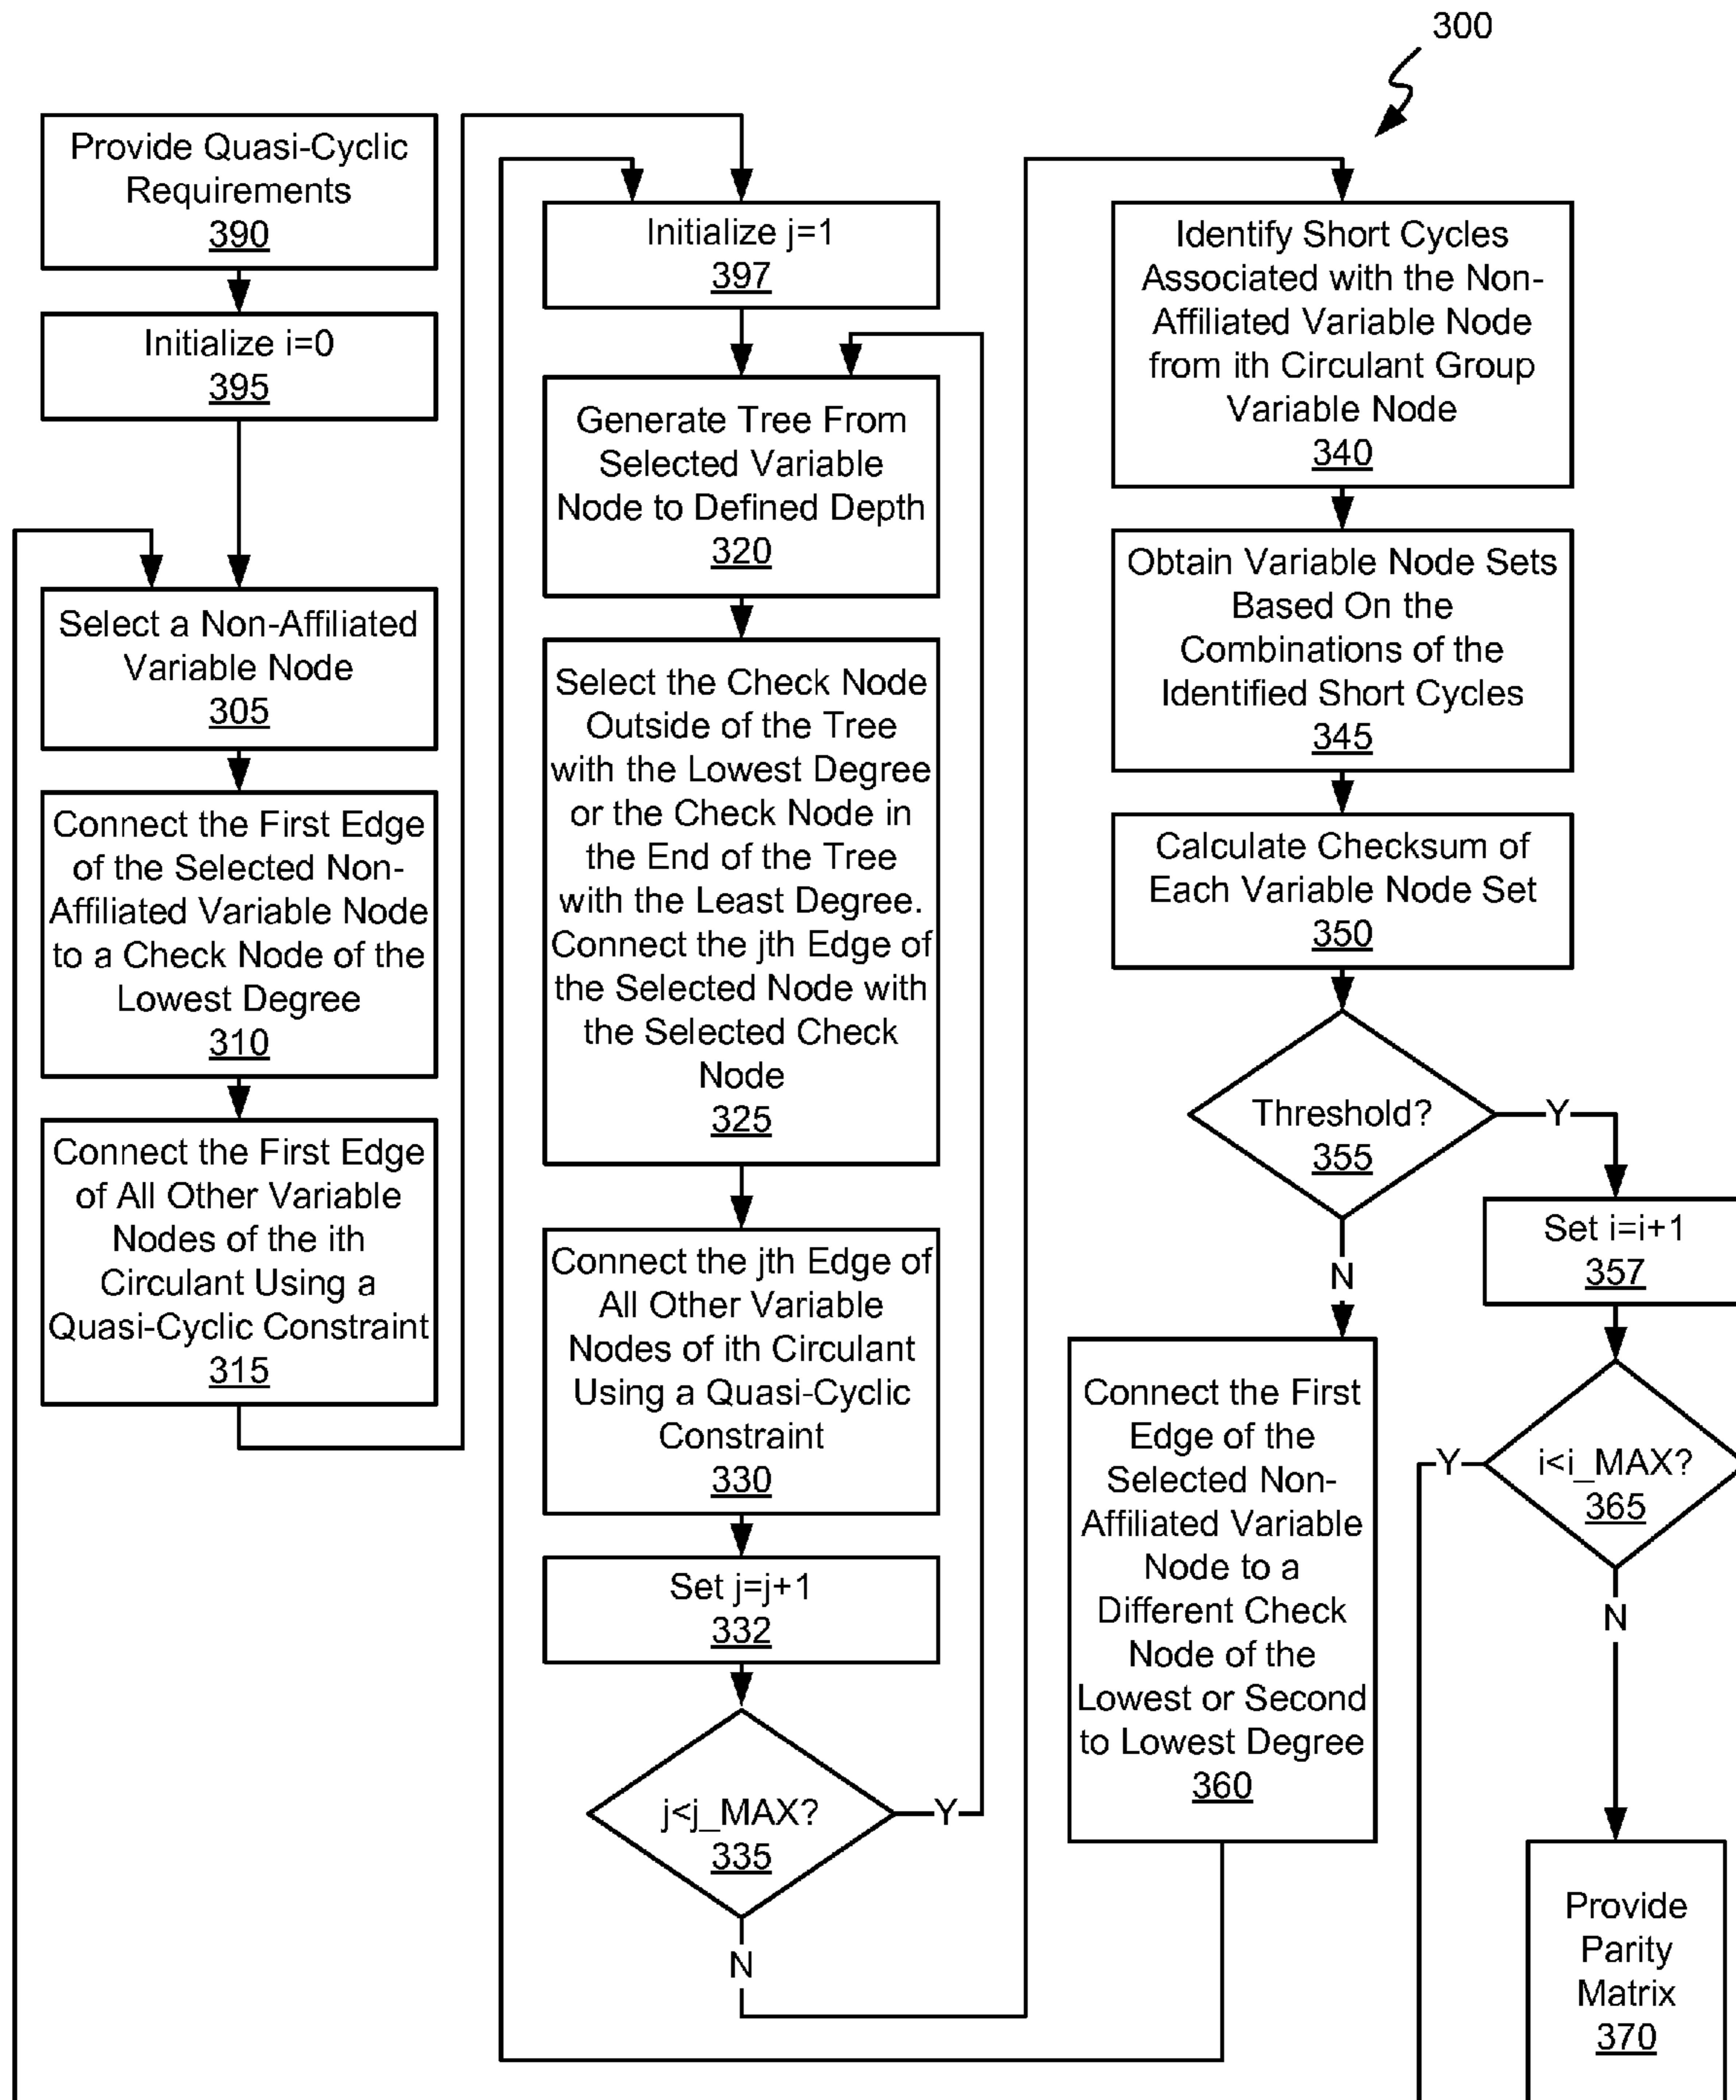 300
Provide Quasi-Cyclic
Requirements
390
Initialize i=0
395
Select a Non-Affiliated
Variable Node
305
Connect the First Edge
of the Selected Non-
Affiliated Variable Node
to a Check Node of the
Lowest Degree
310
Connect the First Edge
of All Other Variable
Nodes of the ith
Circulant Using a
Quasi-Cyclic Constraint
315
Initialize j=1
397
Generate Tree From
Selected Variable
Node to Defined Depth
320
Select the Check Node
Outside of the Tree
with the Lowest Degree
or the Check Node in
the End of the Tree
with the Least Degree.
Connect the jth Edge of
the Selected Node with
the Selected Check
Node
325
Connect the jth Edge of
All Other Variable
Nodes of ith Circulant
Using a Quasi-Cyclic
Constraint
330
Set j=j+1
332
j<j_MAX?
335
Y
N
Identify Short Cycles
Associated with the Non-
Affiliated Variable Node
from ith Circulant Group
Variable Node
340
Obtain Variable Node Sets
Based On the
Combinations of the
Identified Short Cycles
345
Calculate Checksum of
Each Variable Node Set
350
Threshold?
355
Y
N
Connect the First
Edge of the
Selected Non-
Affiliated Variable
Node to a
Different Check
Node of the
Lowest or Second
to Lowest Degree
360
Set i=i+1
357
i<i_MAX?
365
Y
N
Provide
Parity
Matrix
370